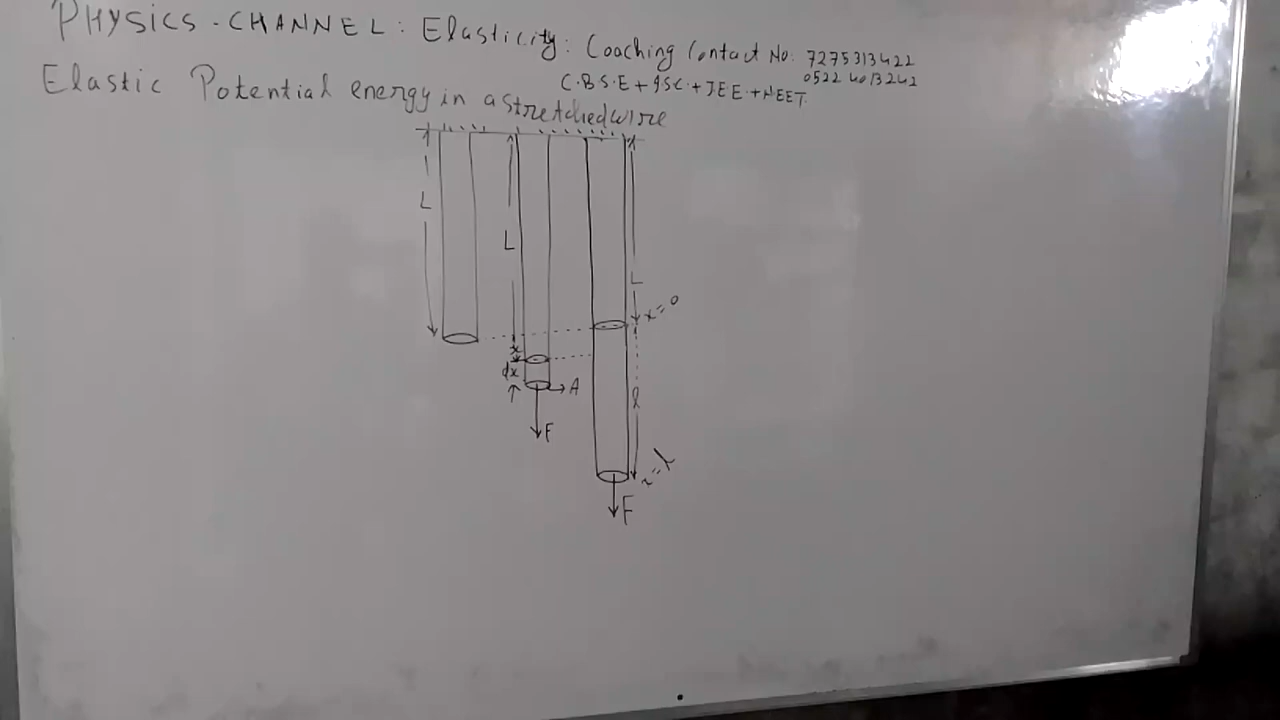 PHYSICS-CHANNEL: Elasticity: Coaching Contact No: 7275313422
C.B.S.E + ISC + JEE + NEET. 0522 4013242
Elastic Potential energy in a stretched wire
L
L
L
x=0
x
dx
A
F
l
x=l
F